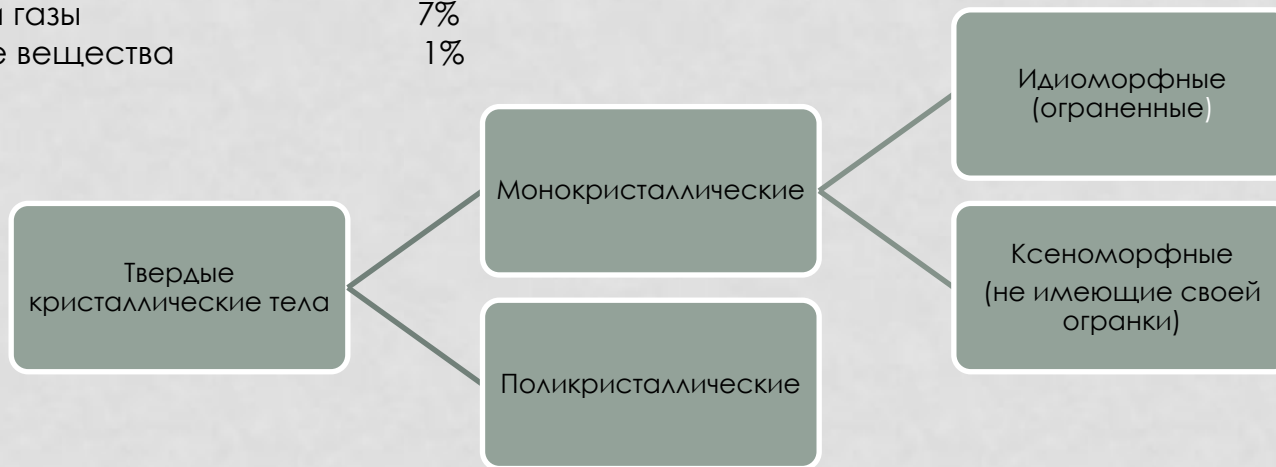 газы 7%
вещества 1%
Идиоморфные
(ограненные)
Монокристаллические
Ксеноморфные
(не имеющие своей
огранки)
Твердые
кристаллические тела
Поликристаллические